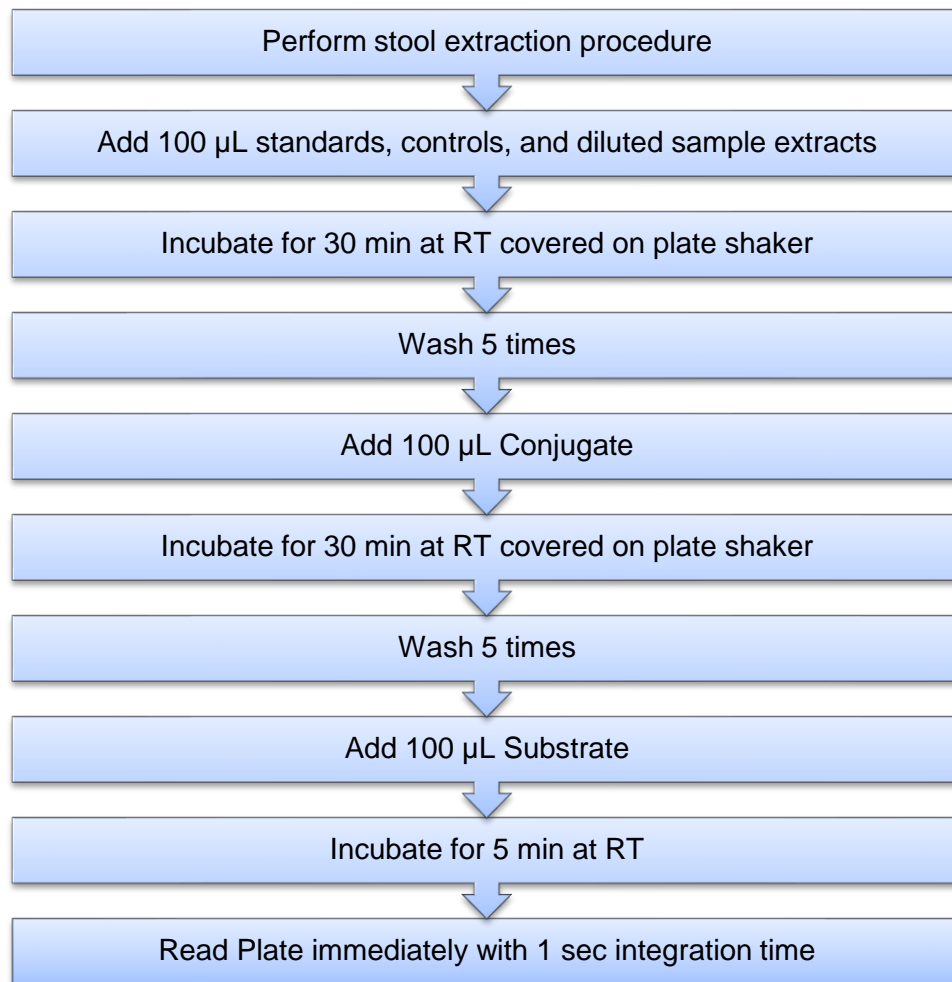 Perform stool extraction procedure
Add 100 µL standards, controls, and diluted sample extracts
Incubate for 30 min at RT covered on plate shaker
Wash 5 times
Add 100 µL Conjugate
Incubate for 30 min at RT covered on plate shaker
Wash 5 times
Add 100 µL Substrate
Incubate for 5 min at RT
Read Plate immediately with 1 sec integration time